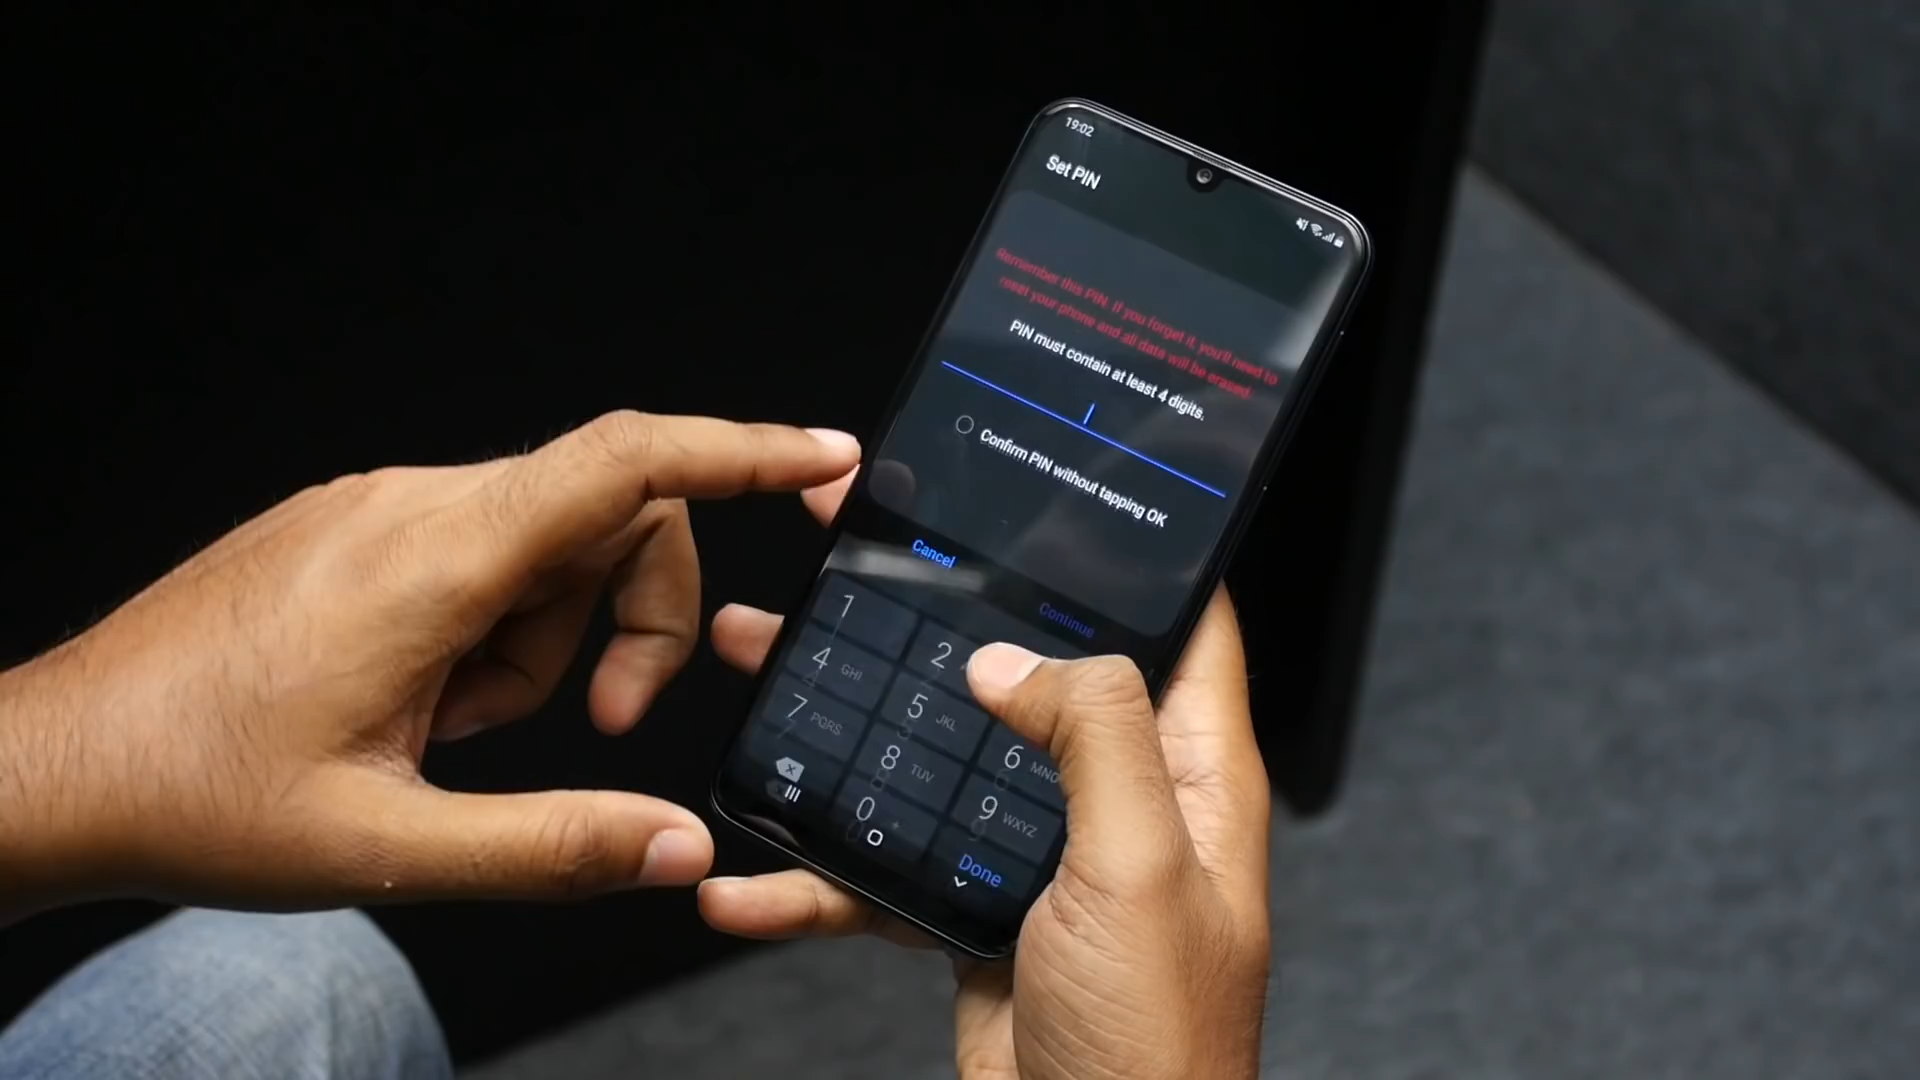 19:02
Set PIN
Remember this PIN. If you forget it, you'll need to
reset your phone and all data will be erased.
PIN must contain at least 4 digits.
Confirm PIN without tapping OK
Cancel
Continue
1
2
4 GHI
5 JKL
6 MNO
7 PQRS
8 TUV
9 WXYZ
0 +
Done